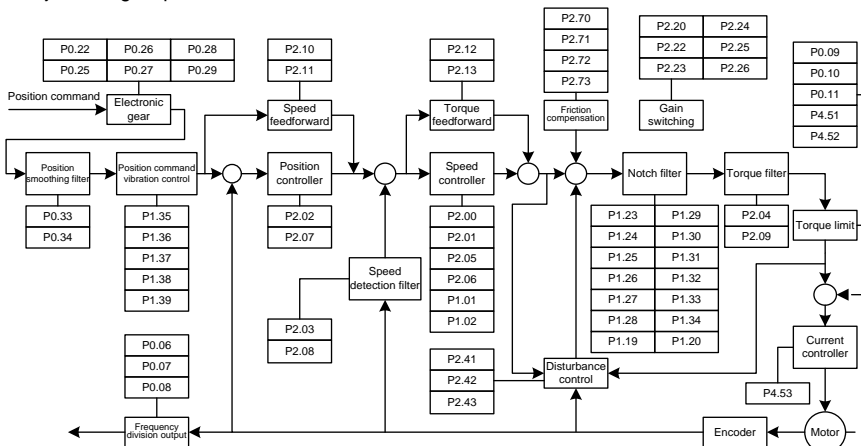 P0.22 P0.26 P0.28
P0.25 P0.27 P0.29
P2.10
P2.11
P2.12
P2.13
P2.70
P2.71
P2.72
P2.73
P2.20 P2.24
P2.22 P2.25
P2.23 P2.26
P0.09
P0.10
P0.11
P4.51
P4.52
Position command
Electronic
gear
Speed
feedforward
Torque
feedforward
Friction
compensation
Gain
switching
Position
smoothing filter
Position command
vibration control
Position
controller
Speed
controller
Notch filter
Torque filter
P0.33
P0.34
P1.35
P1.36
P1.37
P1.38
P1.39
P2.02
P2.07
P2.00
P2.01
P2.05
P2.06
P1.01
P1.02
P1.23 P1.29
P1.24 P1.30
P1.25 P1.31
P1.26 P1.32
P1.27 P1.33
P1.28 P1.34
P1.19 P1.20
P2.04
P2.09
Torque limit
Speed
detection filter
P2.03
P2.08
Current
controller
P0.06
P0.07
P0.08
P2.41
P2.42
P2.43
Disturbance
control
P4.53
Frequency
division output
Encoder
Motor